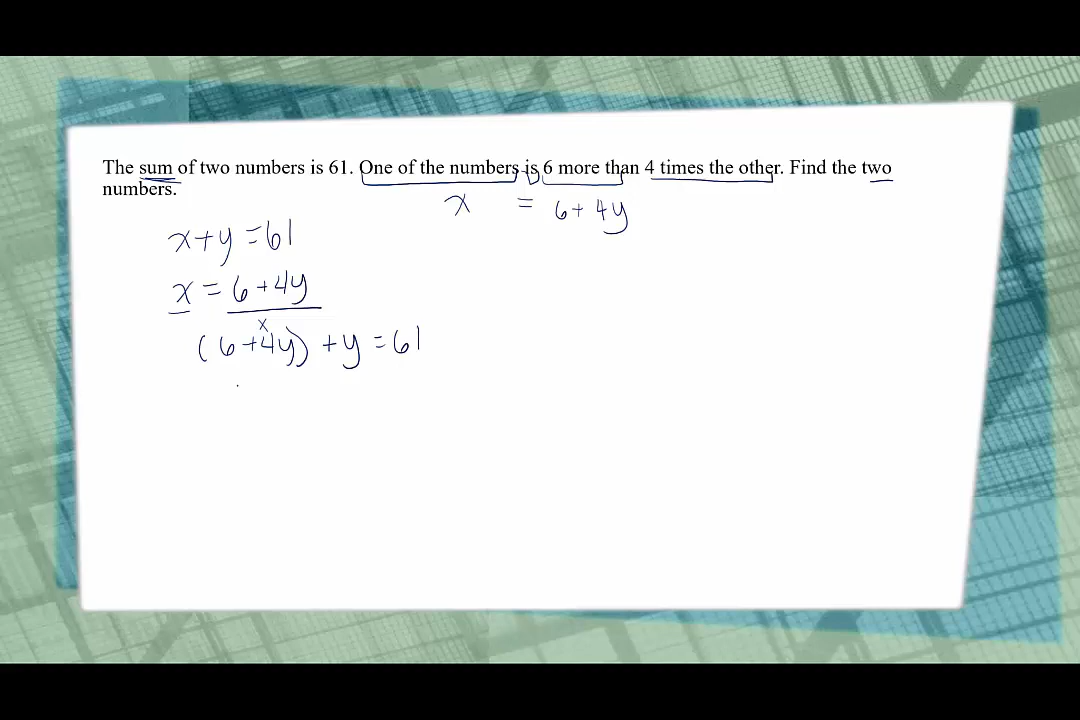 The sum of two numbers is 61. One of the numbers is 6 more than 4 times the other. Find the two
numbers.
x = 6+4y
x+y=61
x = 6+4y
x
(6+4y) +y=61